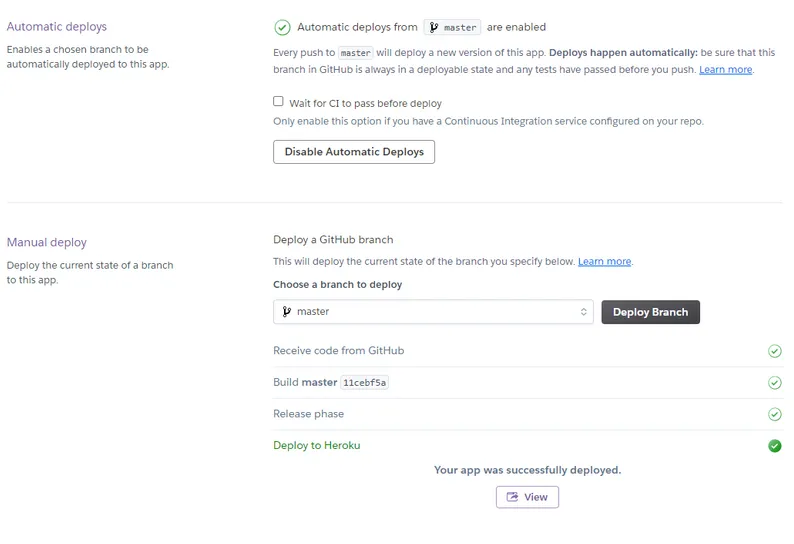 Automatic deploys
Enables a chosen branch to be
automatically deployed to this app.
Automatic deploys from master are enabled
Every push to master will deploy a new version of this app. Deploys happen automatically: be sure that this
branch in GitHub is always in a deployable state and any tests have passed before you push. Learn more.
Wait for CI to pass before deploy
Only enable this option if you have a Continuous Integration service configured on your repo.
Disable Automatic Deploys
Manual deploy
Deploy the current state of a branch
to this app.
Deploy a GitHub branch
This will deploy the current state of the branch you specify below. Learn more.
Choose a branch to deploy
master
Deploy Branch
Receive code from GitHub
Build master 11cebf5a
Release phase
Deploy to Heroku
Your app was successfully deployed.
View